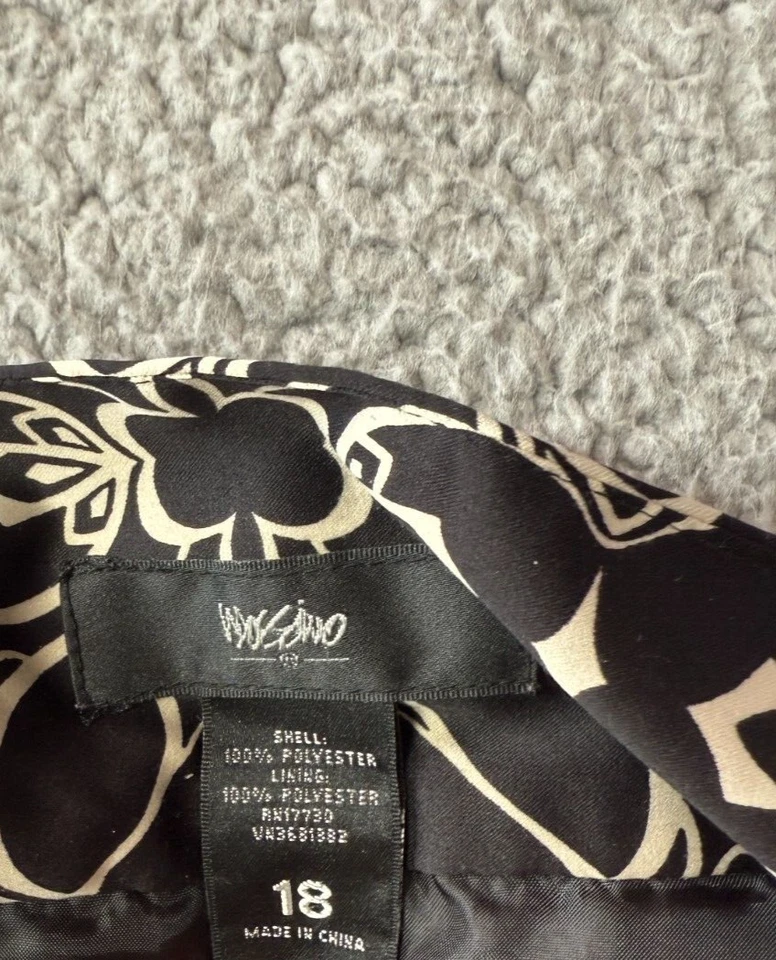 Mossimo
SHELL:
100% POLYESTER
LINING:
100% POLYESTER
RN17730
VN3681382
18
MADE IN CHINA